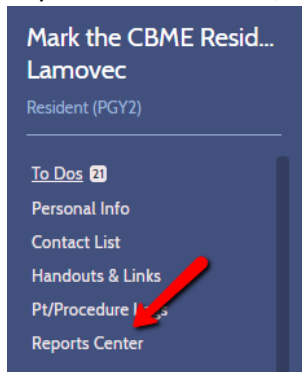 Mark the CBME Resid...
Lamovec
Resident (PGY2)
To Dos 21
Personal Info
Contact List
Handouts & Links
Pt/Procedure Logs
Reports Center